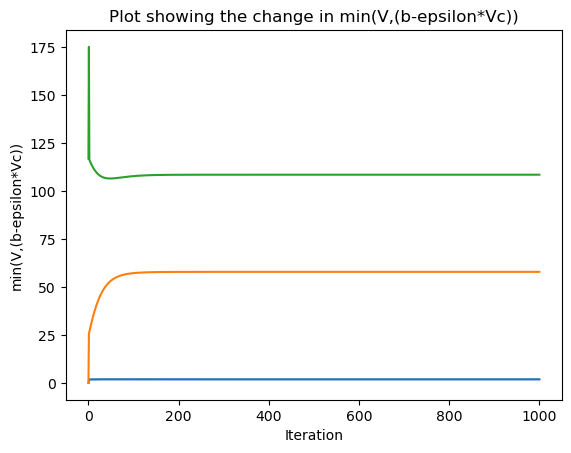 Plot showing the change in min(V,(b-epsilon*Vc))
min(V,(b-epsilon*Vc))
175
150
125
100
75
50
25
0
0 200 400 600 800 1000
Iteration